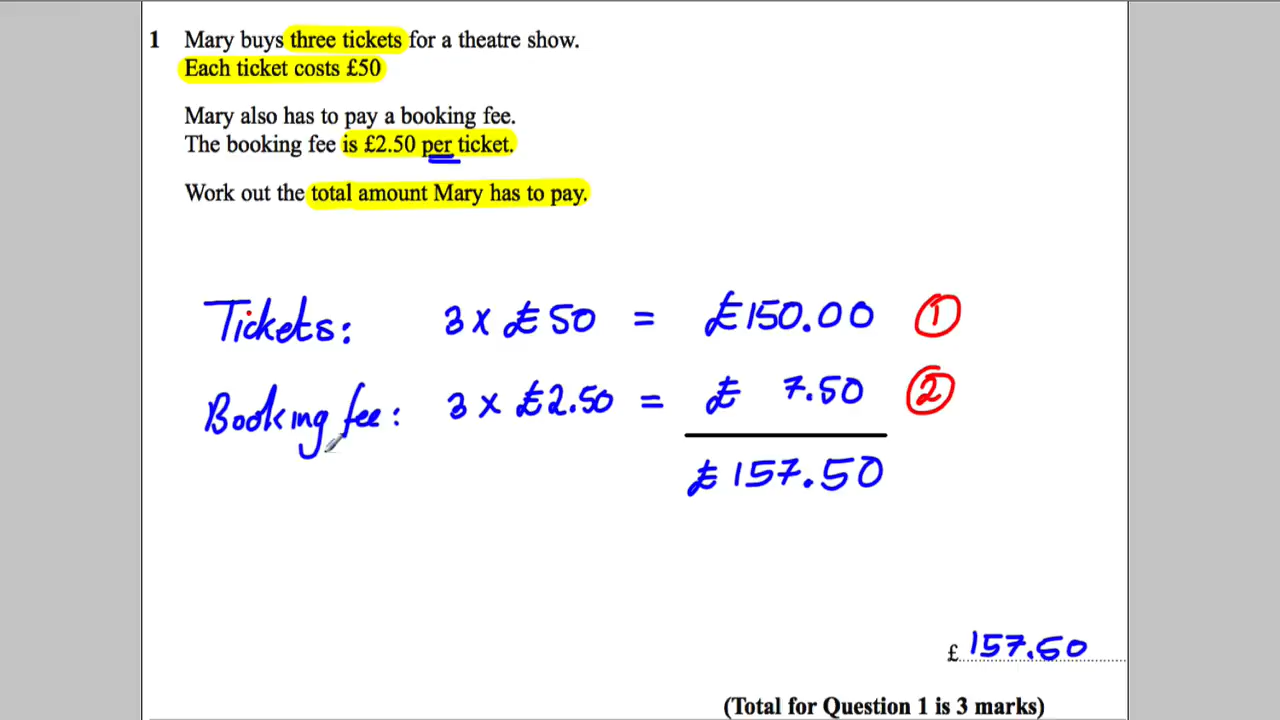 1 Mary buys three tickets for a theatre show.
Each ticket costs £50
Mary also has to pay a booking fee.
The booking fee is £2.50 per ticket.
Work out the total amount Mary has to pay.
Tickets: 3 × £50 = £150.00 ①
Booking fee: 3 × £2.50 = £ 7.50 ②
£157.50
£ 157.50
(Total for Question 1 is 3 marks)